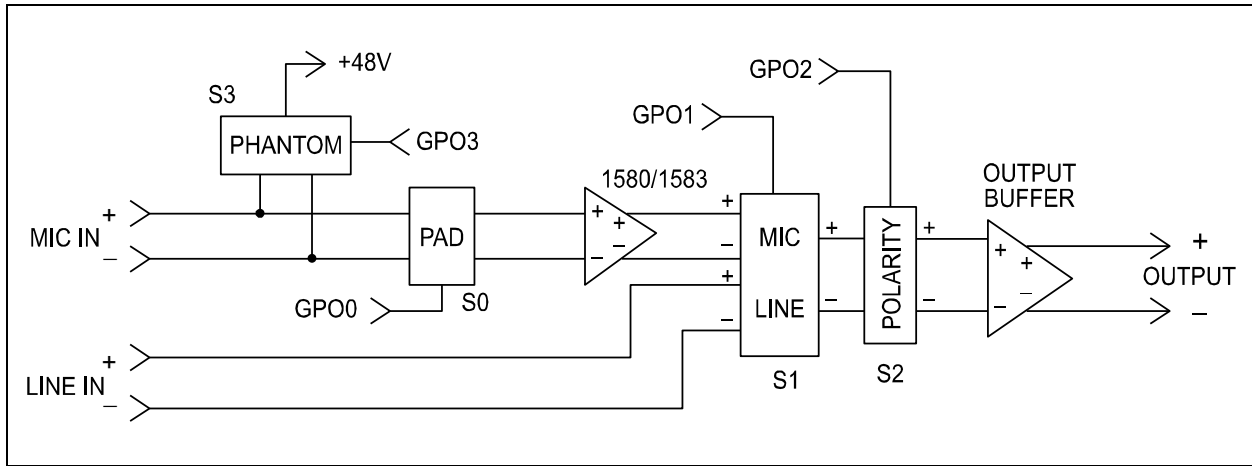 +48V
GPO2
S3
GPO1
PHANTOM
GPO3
OUTPUT
BUFFER
1580/1583
+
MIC IN
−
PAD
+ +
− −
+
−
MIC
+
−
LINE
+
−
POLARITY
+
−
+ +
− −
+
OUTPUT
−
GPO0
S0
S1
S2
+
LINE IN
−